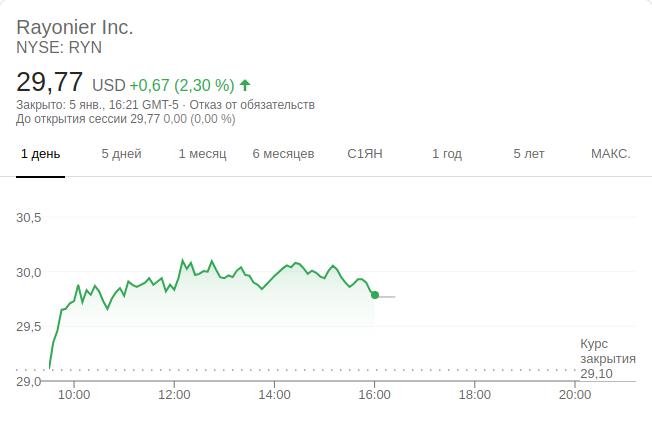 Rayonier Inc.
NYSE: RYN
29,77 USD +0,67 (2,30 %)
Закрыто: 5 янв., 16:21 GMT-5 · Отказ от обязательств
До открытия сессии 29,77 0,00 (0,00 %)
1 день 5 дней 1 месяц 6 месяцев С1ЯН 1 год 5 лет МАКС.
30,5
30,0
29,5
Курс
закрытия
29,10
29,0
10:00 12:00 14:00 16:00 18:00 20:00